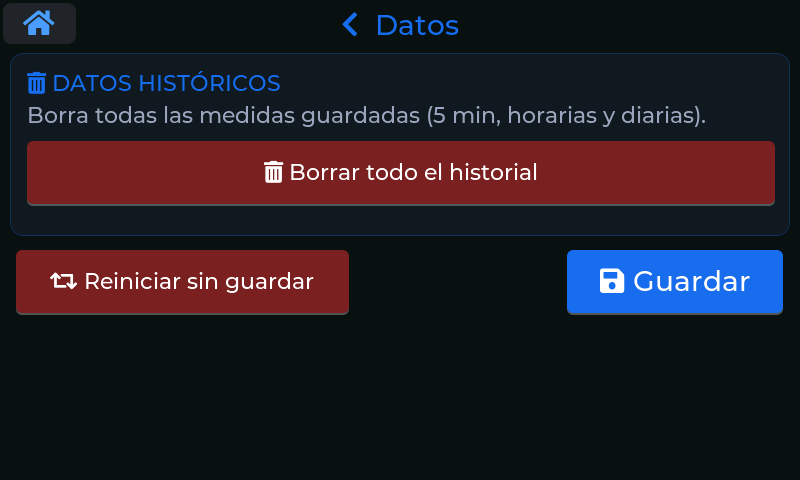 Datos
DATOS HISTÓRICOS
Borra todas las medidas guardadas (5 min, horarias y diarias).
Borrar todo el historial
Reiniciar sin guardar
Guardar